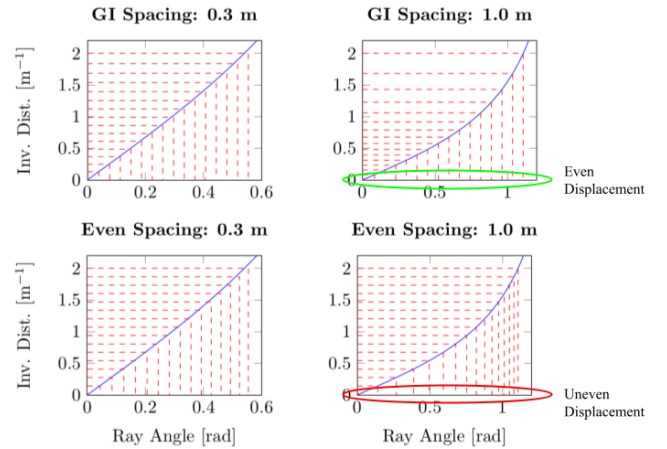 GI Spacing: 0.3 m
GI Spacing: 1.0 m
Inv. Dist. [m⁻¹]
2
1.5
1
0.5
0
0
0.2
0.4
0.6
2
1.5
1
0.5
0
0
0.5
1
Even
Displacement
Even Spacing: 0.3 m
Even Spacing: 1.0 m
Inv. Dist. [m⁻¹]
2
1.5
1
0.5
0
0
0.2
0.4
0.6
Ray Angle [rad]
2
1.5
1
0.5
0
0
0.5
1
Ray Angle [rad]
Uneven
Displacement